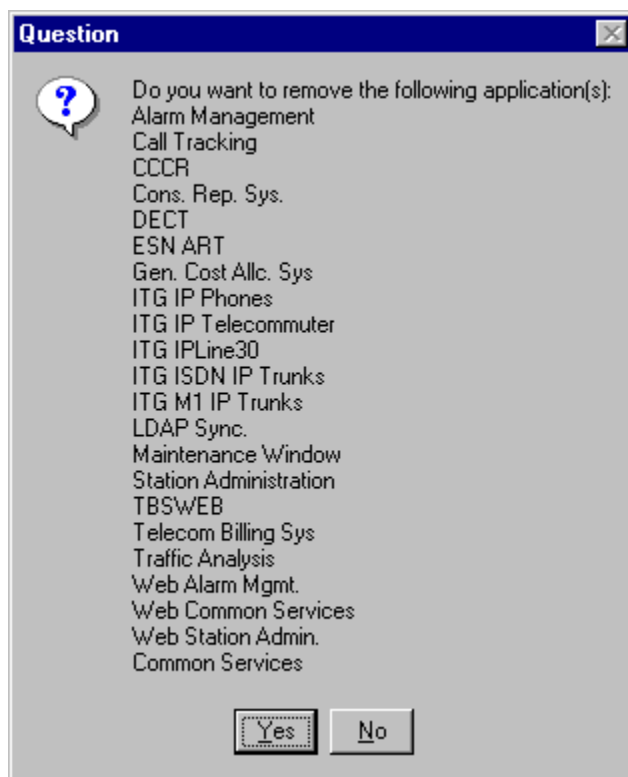 Question
?
Do you want to remove the following application(s):
Alarm Management
Call Tracking
CCCR
Cons. Rep. Sys.
DECT
ESN ART
Gen. Cost Allc. Sys
ITG IP Phones
ITG IP Telecommuter
ITG IPLine30
ITG ISDN IP Trunks
ITG M1 IP Trunks
LDAP Sync.
Maintenance Window
Station Administration
TBSWEB
Telecom Billing Sys
Traffic Analysis
Web Alarm Mgmt.
Web Common Services
Web Station Admin.
Common Services
Yes No